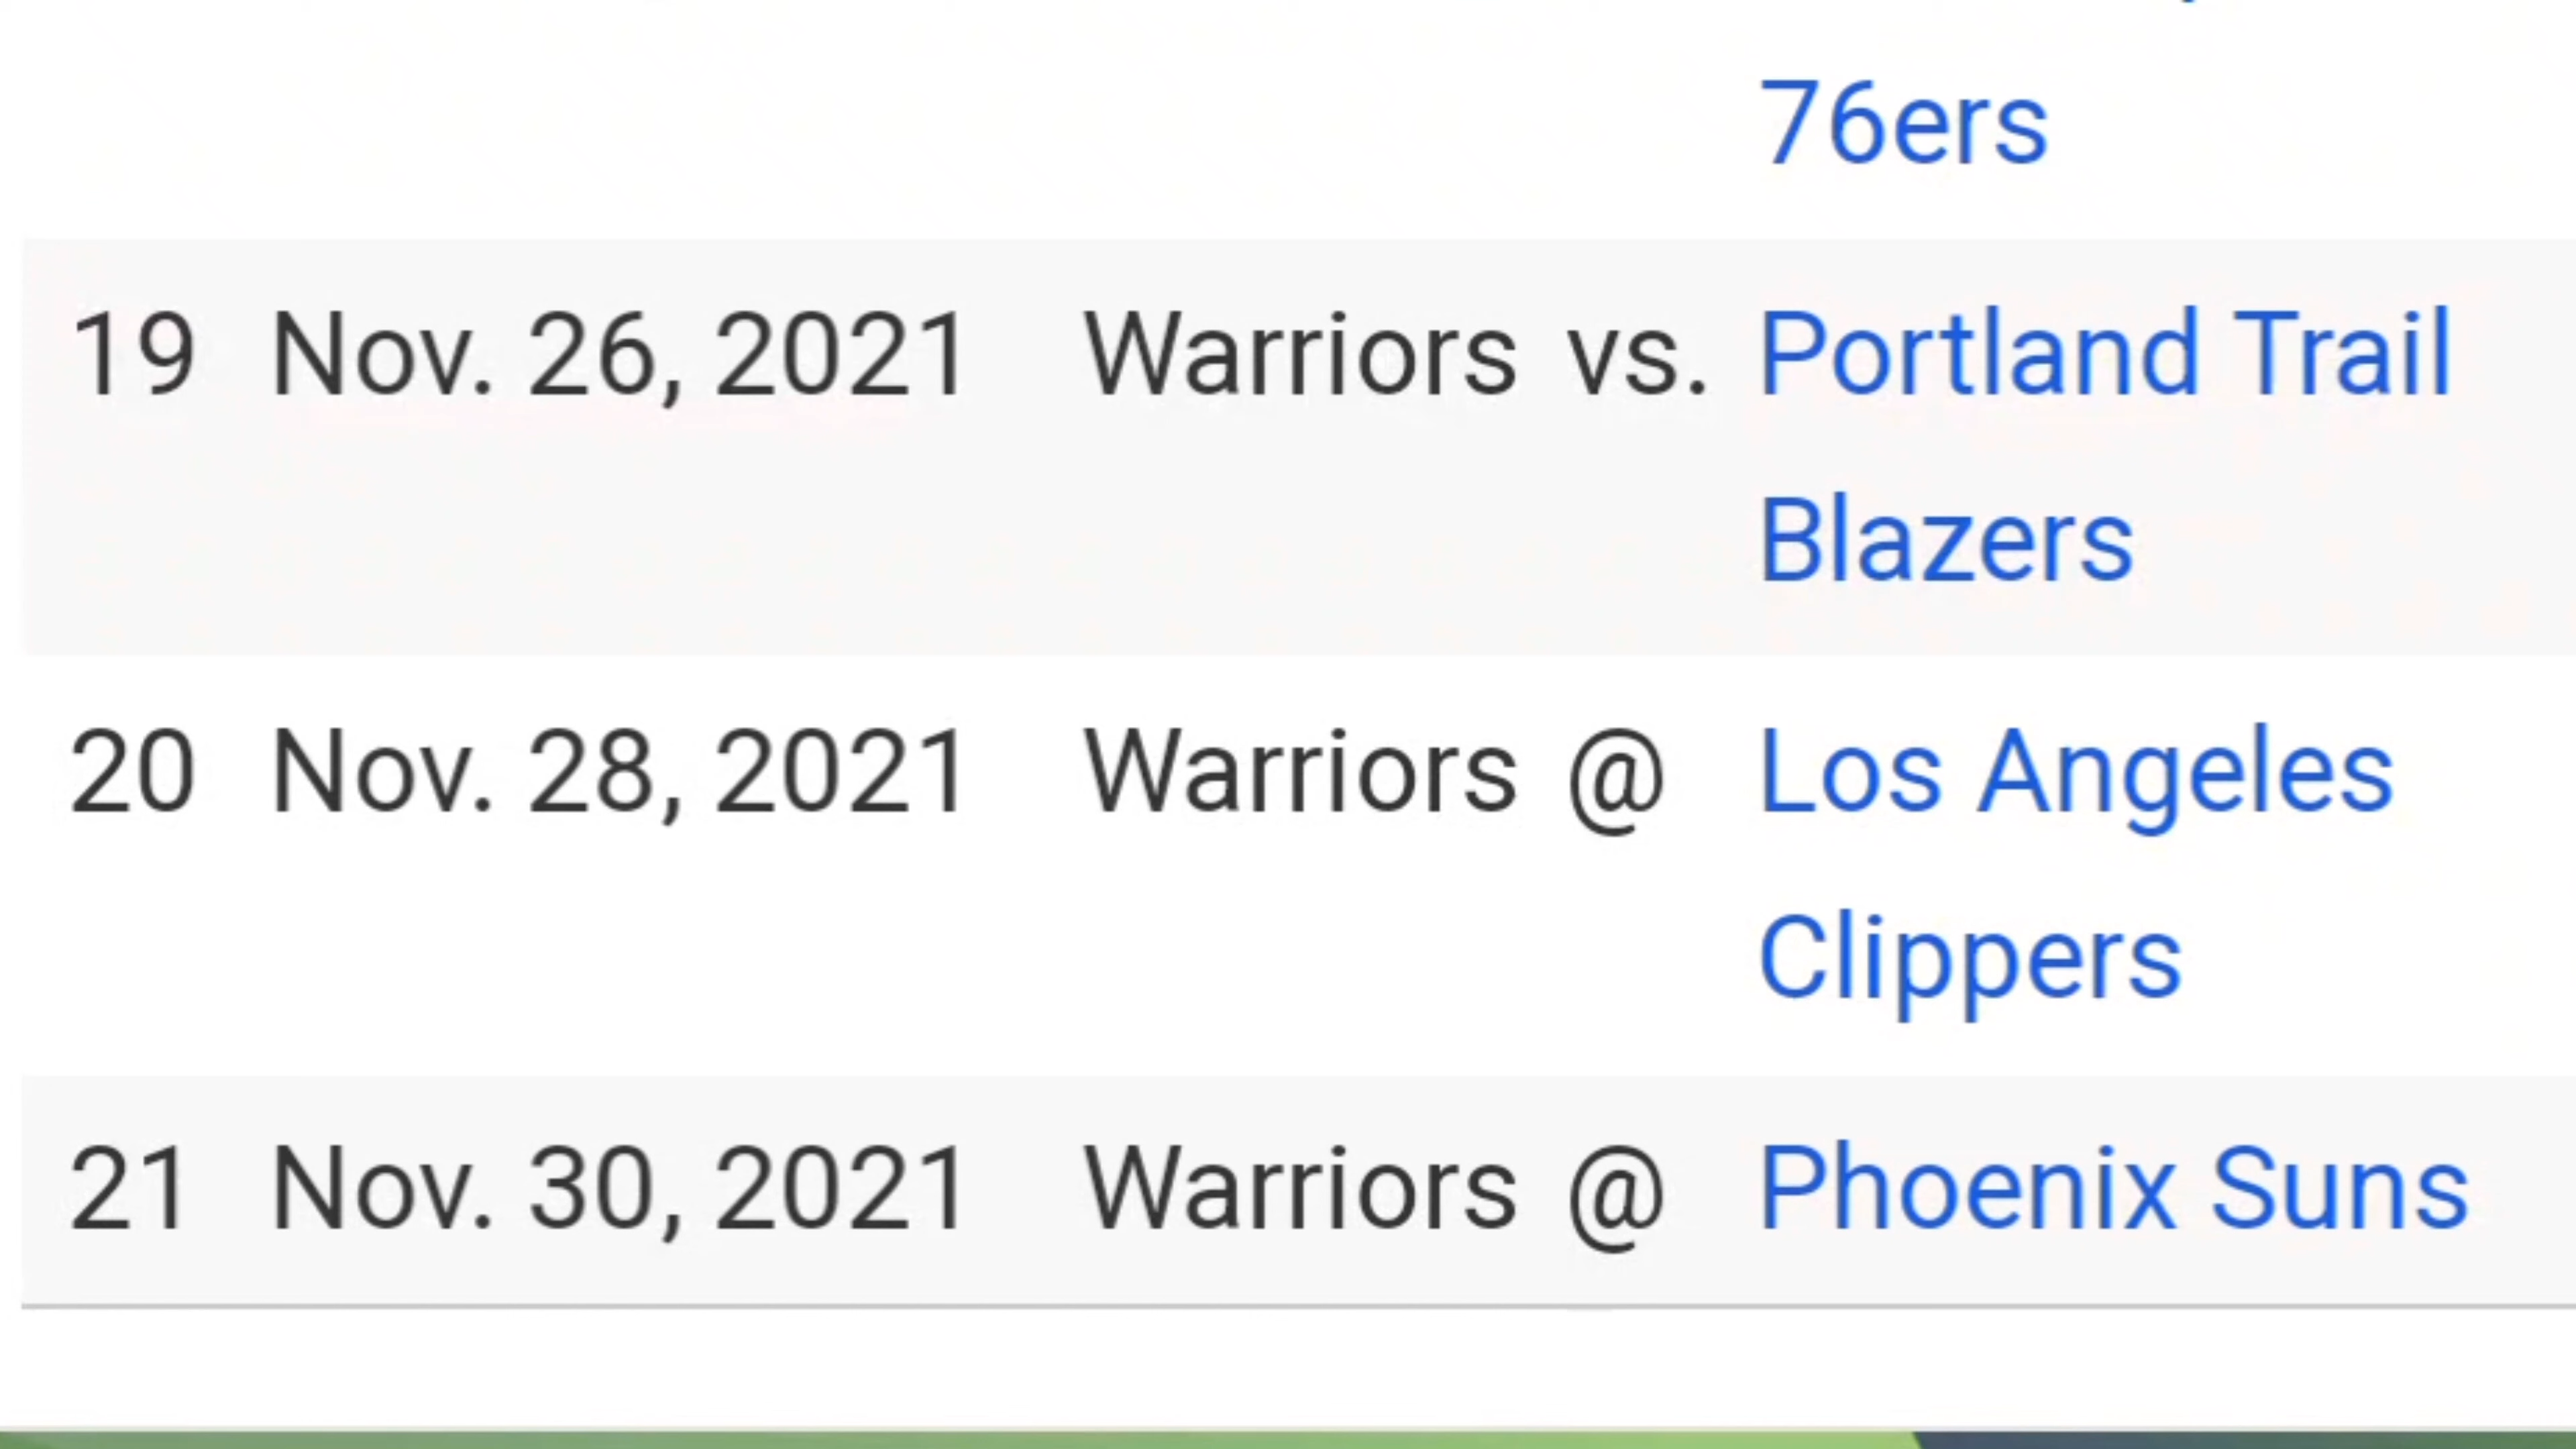 76ers
19 Nov. 26, 2021 Warriors vs. Portland Trail
Blazers
20 Nov. 28, 2021 Warriors @ Los Angeles
Clippers
21 Nov. 30, 2021 Warriors @ Phoenix Suns